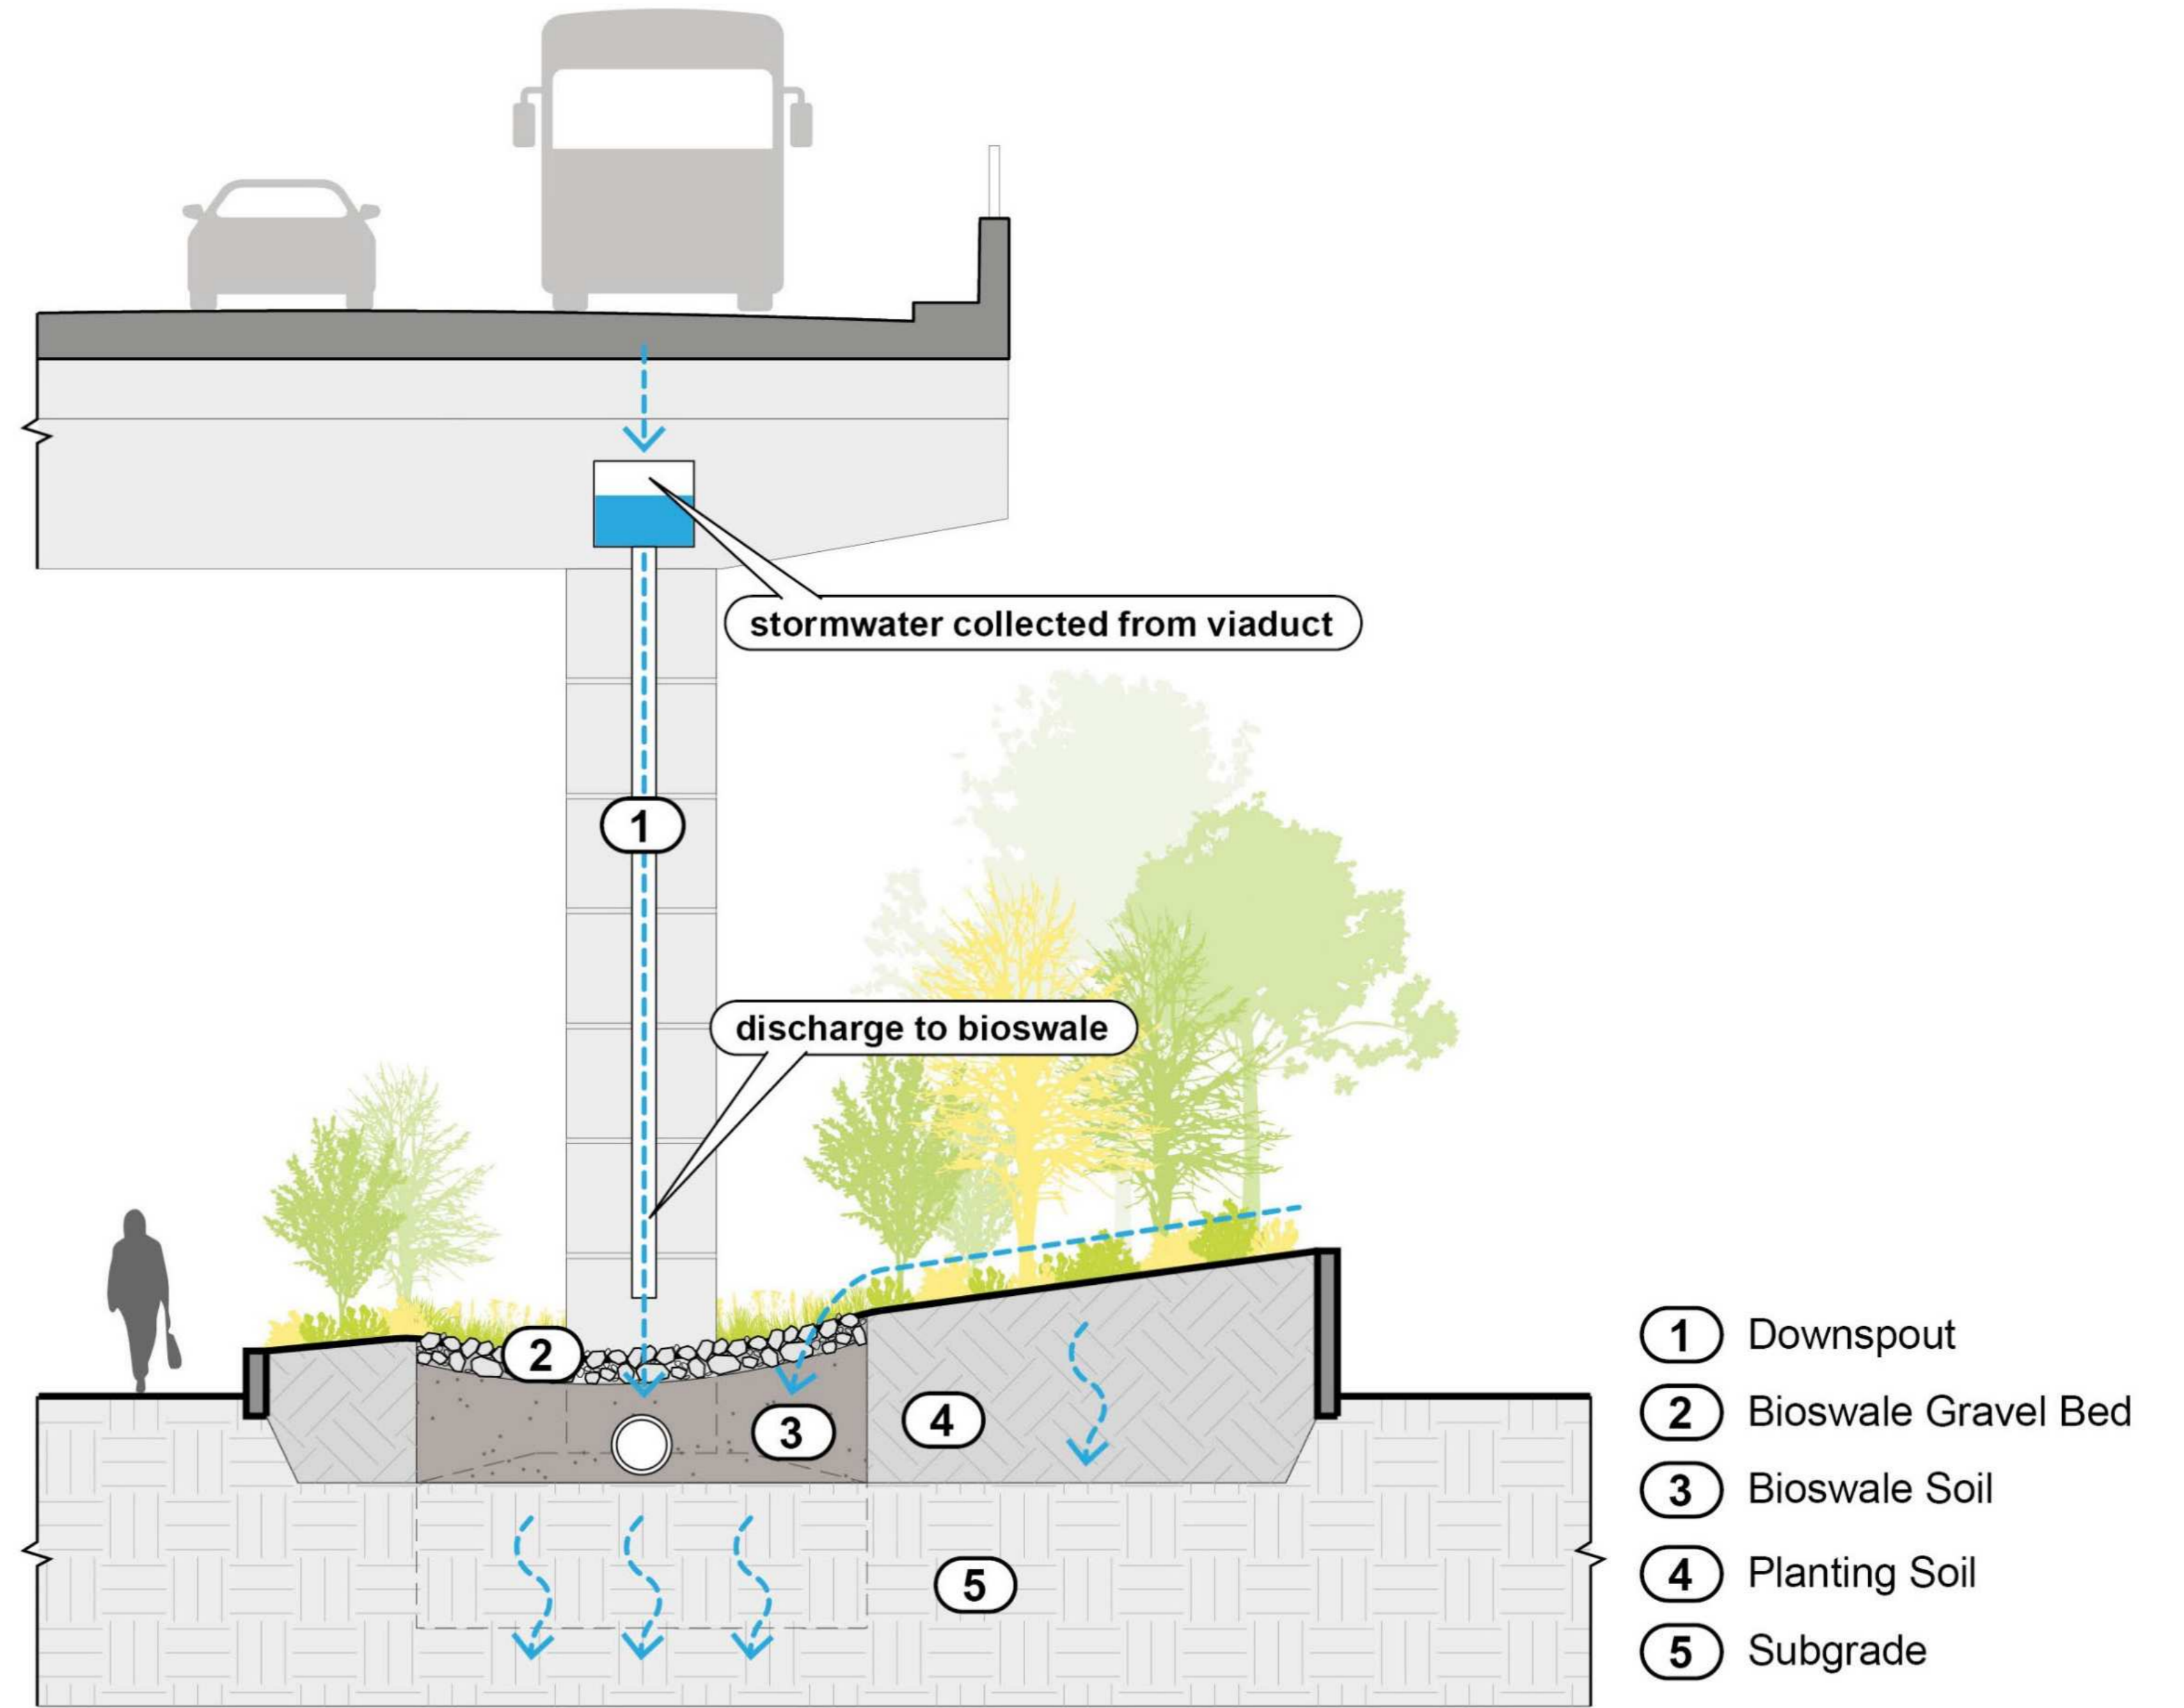 stormwater collected from viaduct
1
discharge to bioswale
2
3
4
5
1 Downspout
2 Bioswale Gravel Bed
3 Bioswale Soil
4 Planting Soil
5 Subgrade